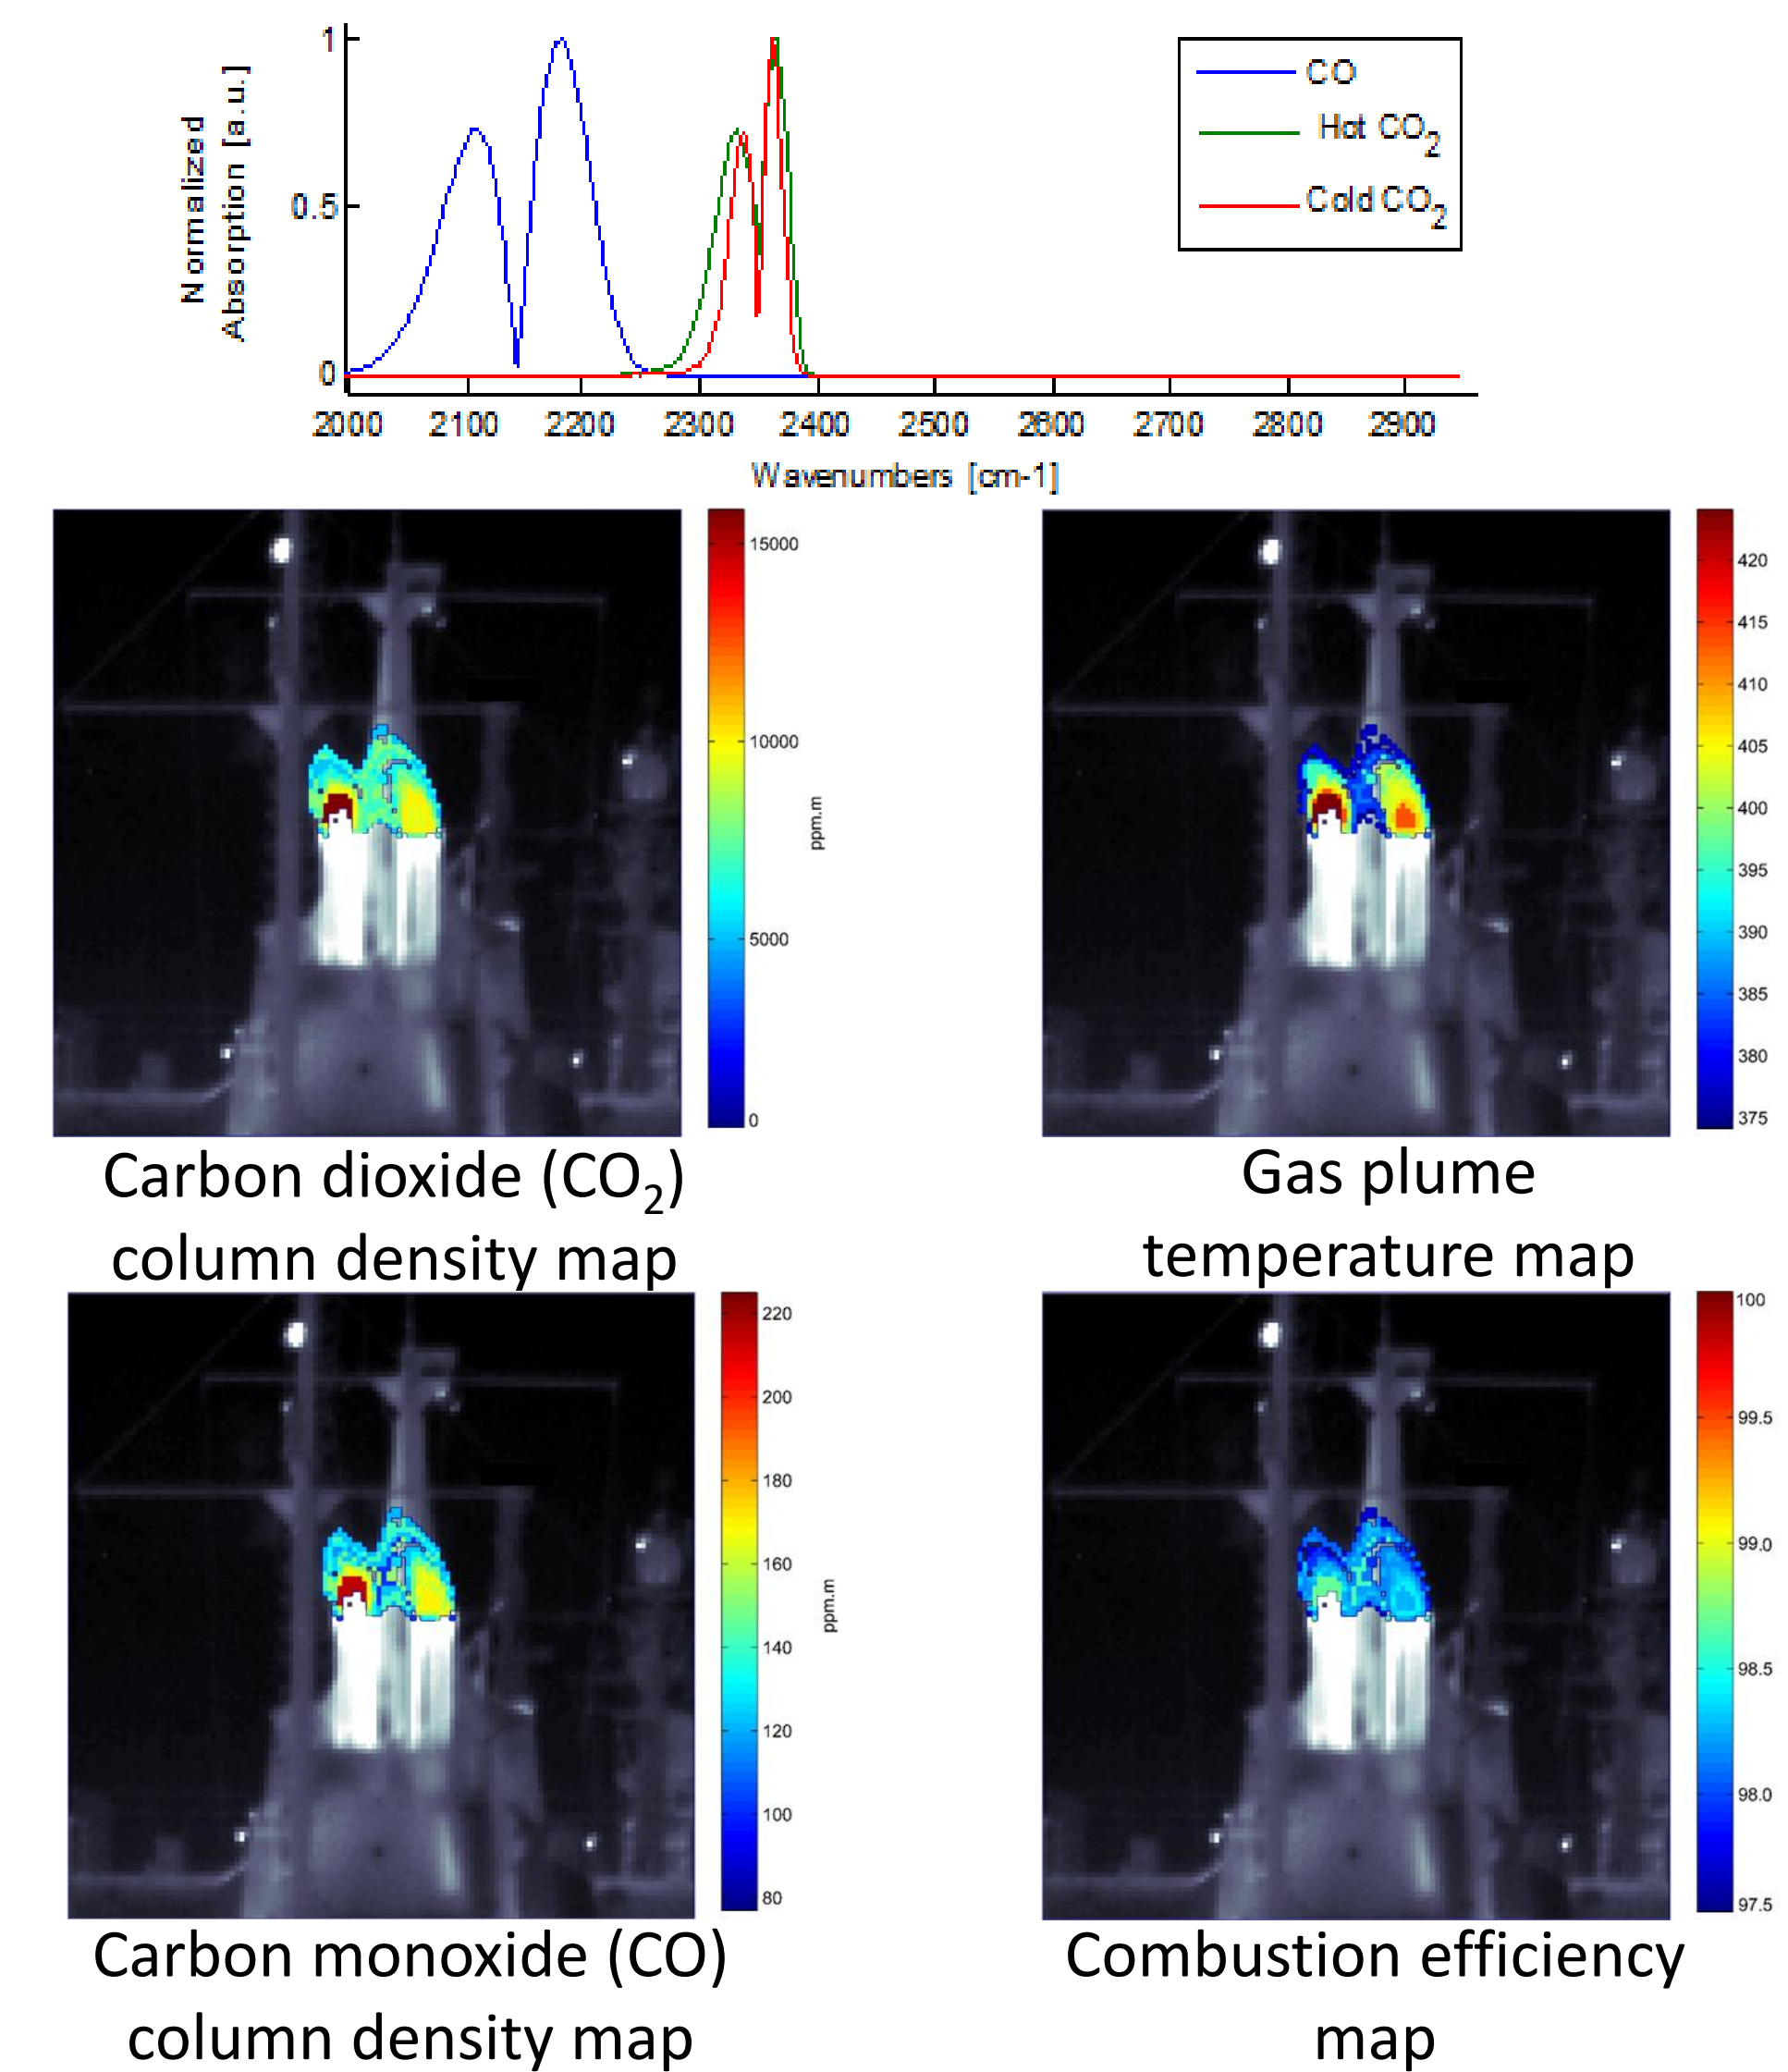 Normalized
Absorption [a.u.]
1
0.5
0
CO
Hot CO2
Cold CO2
2000 2100 2200 2300 2400 2500 2600 2700 2800 2900
Wavenumbers [cm-1]
15000
10000
5000
0
ppm.m
420
415
410
405
400
395
390
385
380
375
Carbon dioxide (CO2)
column density map
Gas plume
temperature map
220
200
180
160
140
120
100
80
ppm.m
100
99.5
99.0
98.5
98.0
97.5
Carbon monoxide (CO)
column density map
Combustion efficiency
map